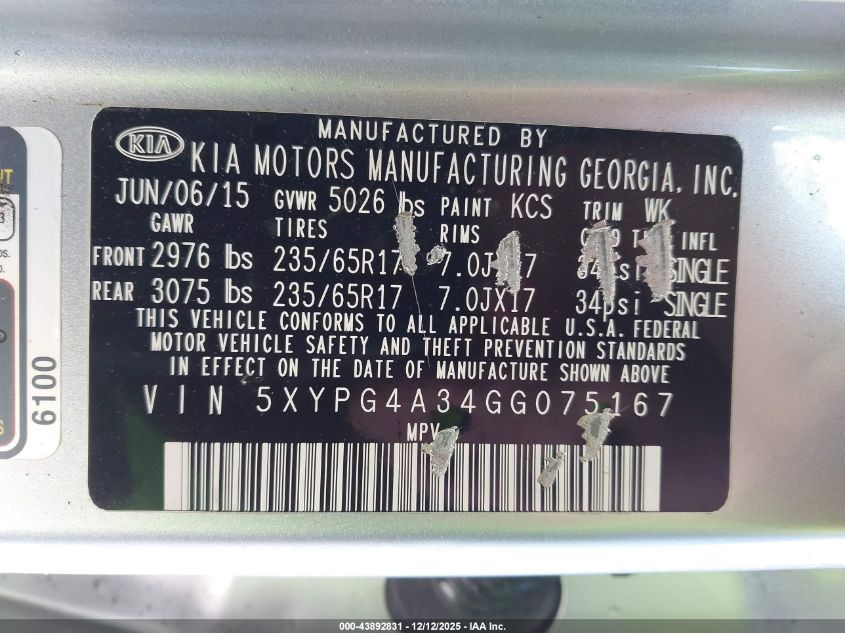 MANUFACTURED BY
KIA KIA MOTORS MANUFACTURING GEORGIA, INC.
JUN/06/15 GVWR 5026 lbs PAINT KCS TRIM WK
GAWR TIRES RIMS INFL
FRONT 2976 lbs 235/65R17 7.0JX17 34psi SINGLE
REAR 3075 lbs 235/65R17 7.0JX17 34psi SINGLE
THIS VEHICLE CONFORMS TO ALL APPLICABLE U.S.A. FEDERAL
MOTOR VEHICLE SAFETY AND THEFT PREVENTION STANDARDS
IN EFFECT ON THE DATE OF MANUFACTURE SHOWN ABOVE
VIN 5XYPG4A34GG075167
MPV
6100
000-43892831 - 12/12/2025 - IAA Inc.